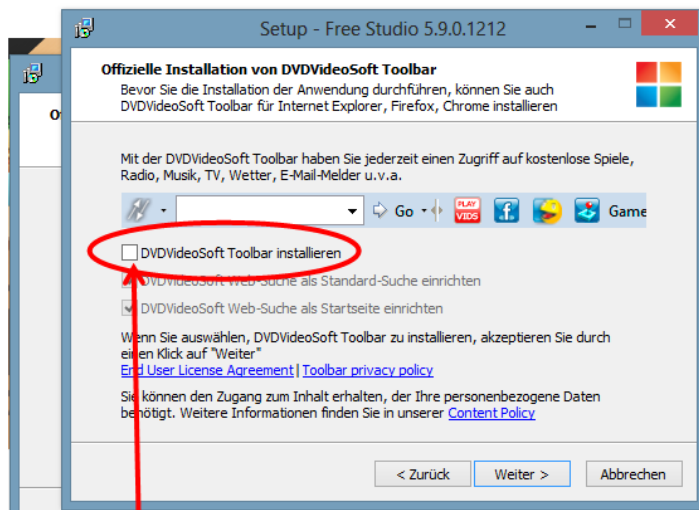 Setup - Free Studio 5.9.0.1212
Offizielle Installation von DVDVideoSoft Toolbar
Bevor Sie die Installation der Anwendung durchführen, können Sie auch
DVDVideoSoft Toolbar für Internet Explorer, Firefox, Chrome installieren
Mit der DVDVideoSoft Toolbar haben Sie jederzeit einen Zugriff auf kostenlose Spiele,
Radio, Musik, TV, Wetter, E-Mail-Melder u.v.a.
Go PLAY VIDS f Game
DVDVideoSoft Toolbar installieren
DVDVideoSoft Web-Suche als Standard-Suche einrichten
DVDVideoSoft Web-Suche als Startseite einrichten
Wenn Sie auswählen, DVDVideoSoft Toolbar zu installieren, akzeptieren Sie durch
einen Klick auf "Weiter"
End User License Agreement | Toolbar privacy policy
Sie können den Zugang zum Inhalt erhalten, der Ihre personenbezogene Daten
benötigt. Weitere Informationen finden Sie in unserer Content Policy
< Zurück Weiter > Abbrechen